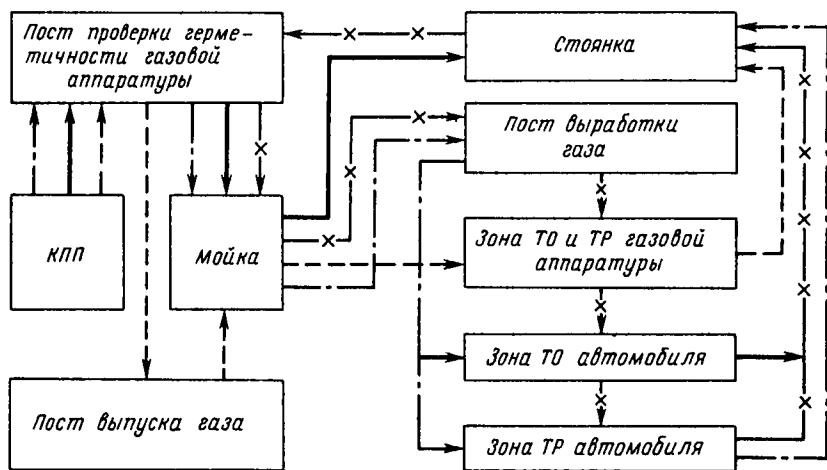 Пост проверки герме-
тичности газовой
аппаратуры
Стоянка
Пост выработки
газа
КПП
Мойка
Зона ТО и ТР газовой
аппаратуры
Зона ТО автомобиля
Пост выпуска газа
Зона ТР автомобиля